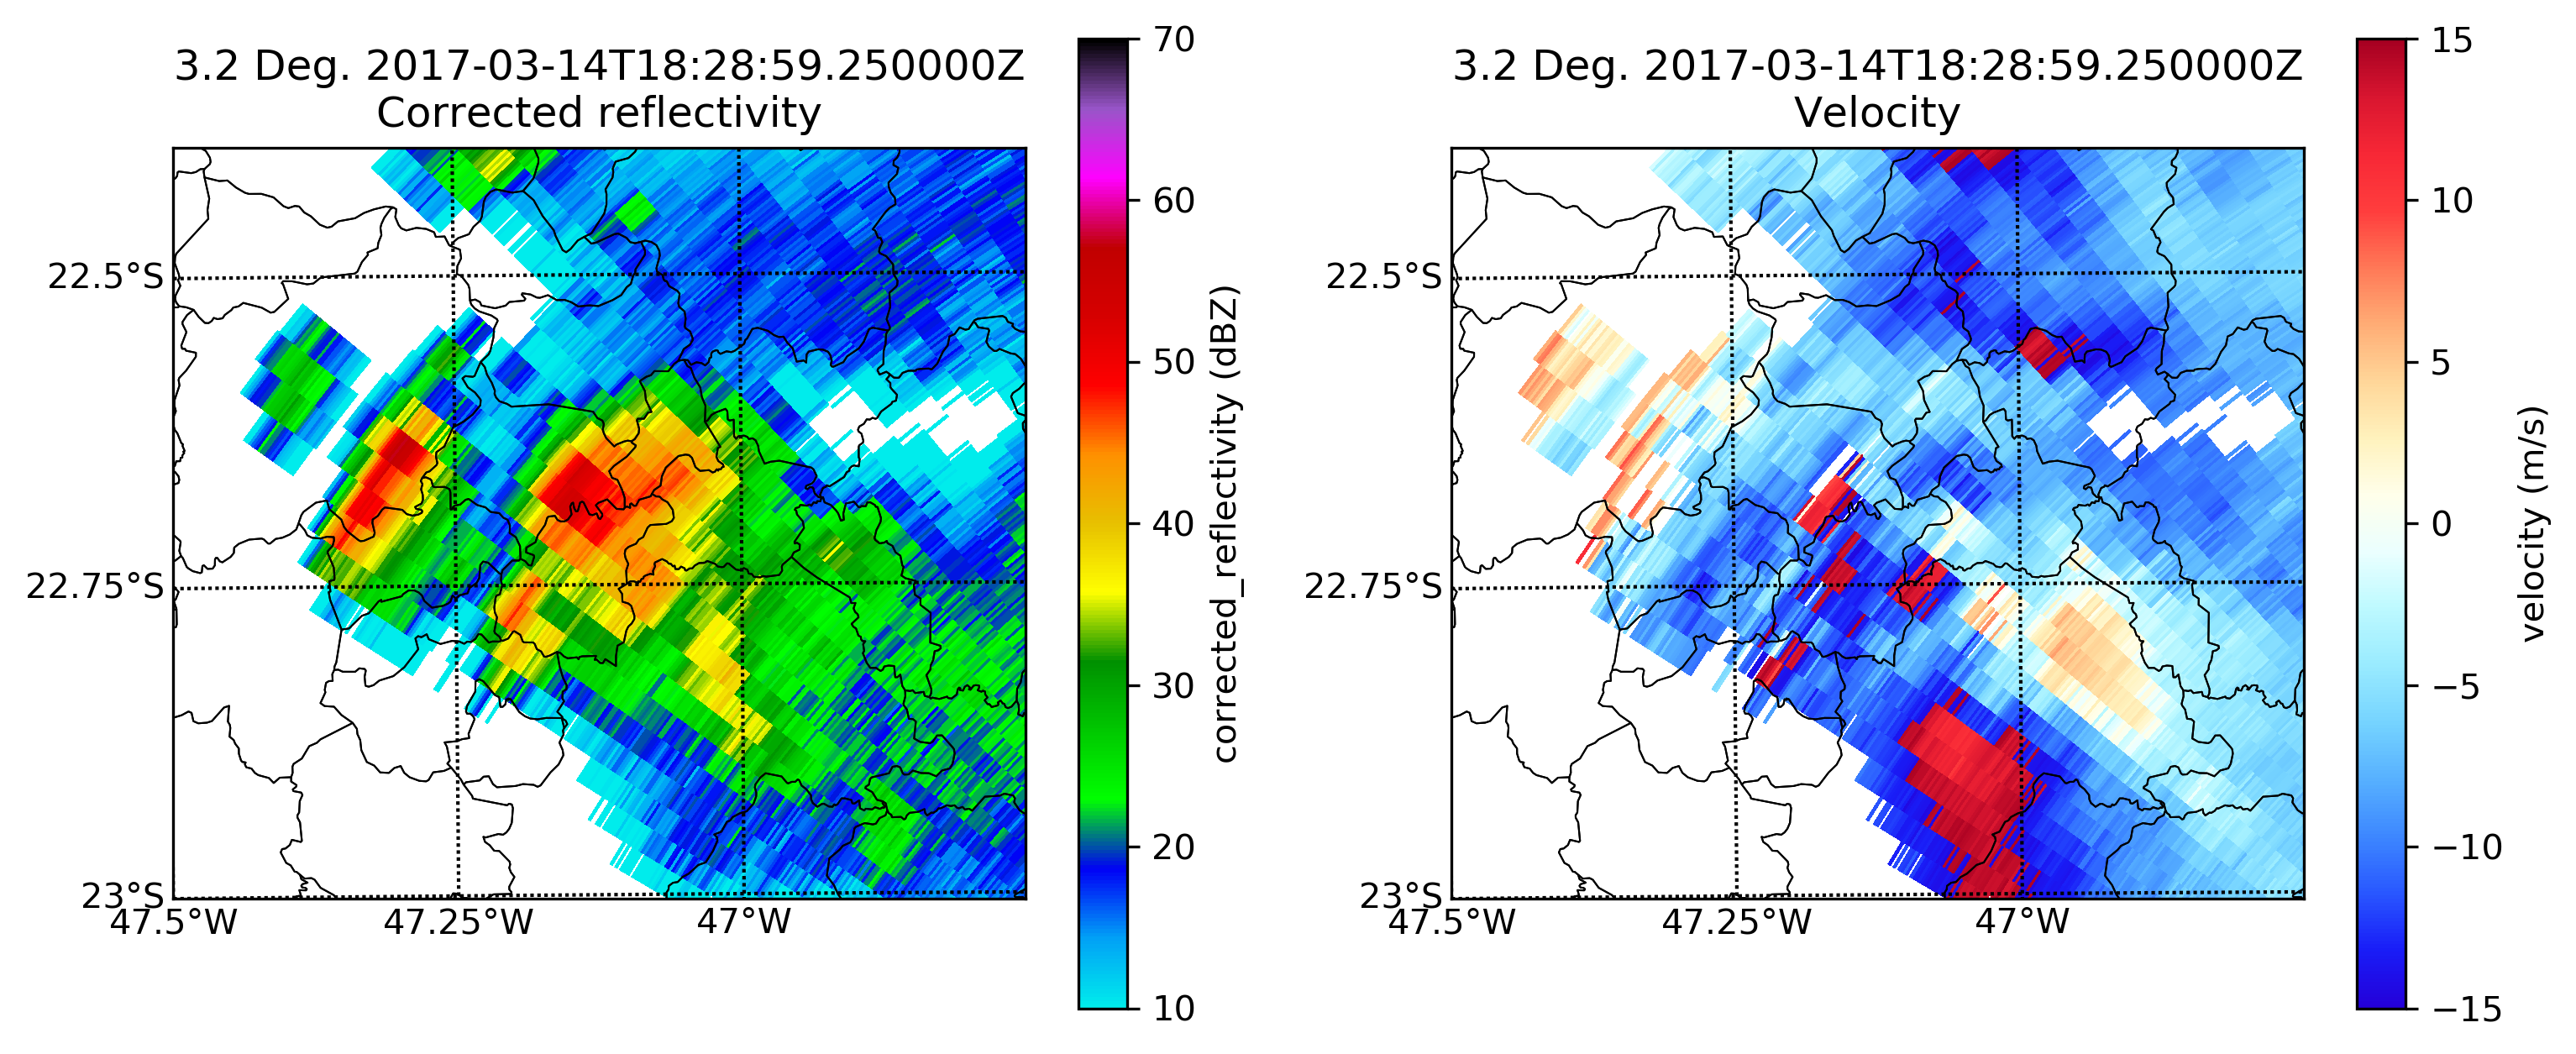 3.2 Deg. 2017-03-14T18:28:59.250000Z
Corrected reflectivity
22.5°S
22.75°S
23°S
47.5°W
47.25°W
47°W
70
60
50
40
30
20
10
corrected_reflectivity (dBZ)
3.2 Deg. 2017-03-14T18:28:59.250000Z
Velocity
22.5°S
22.75°S
23°S
47.5°W
47.25°W
47°W
15
10
5
0
−5
−10
−15
velocity (m/s)